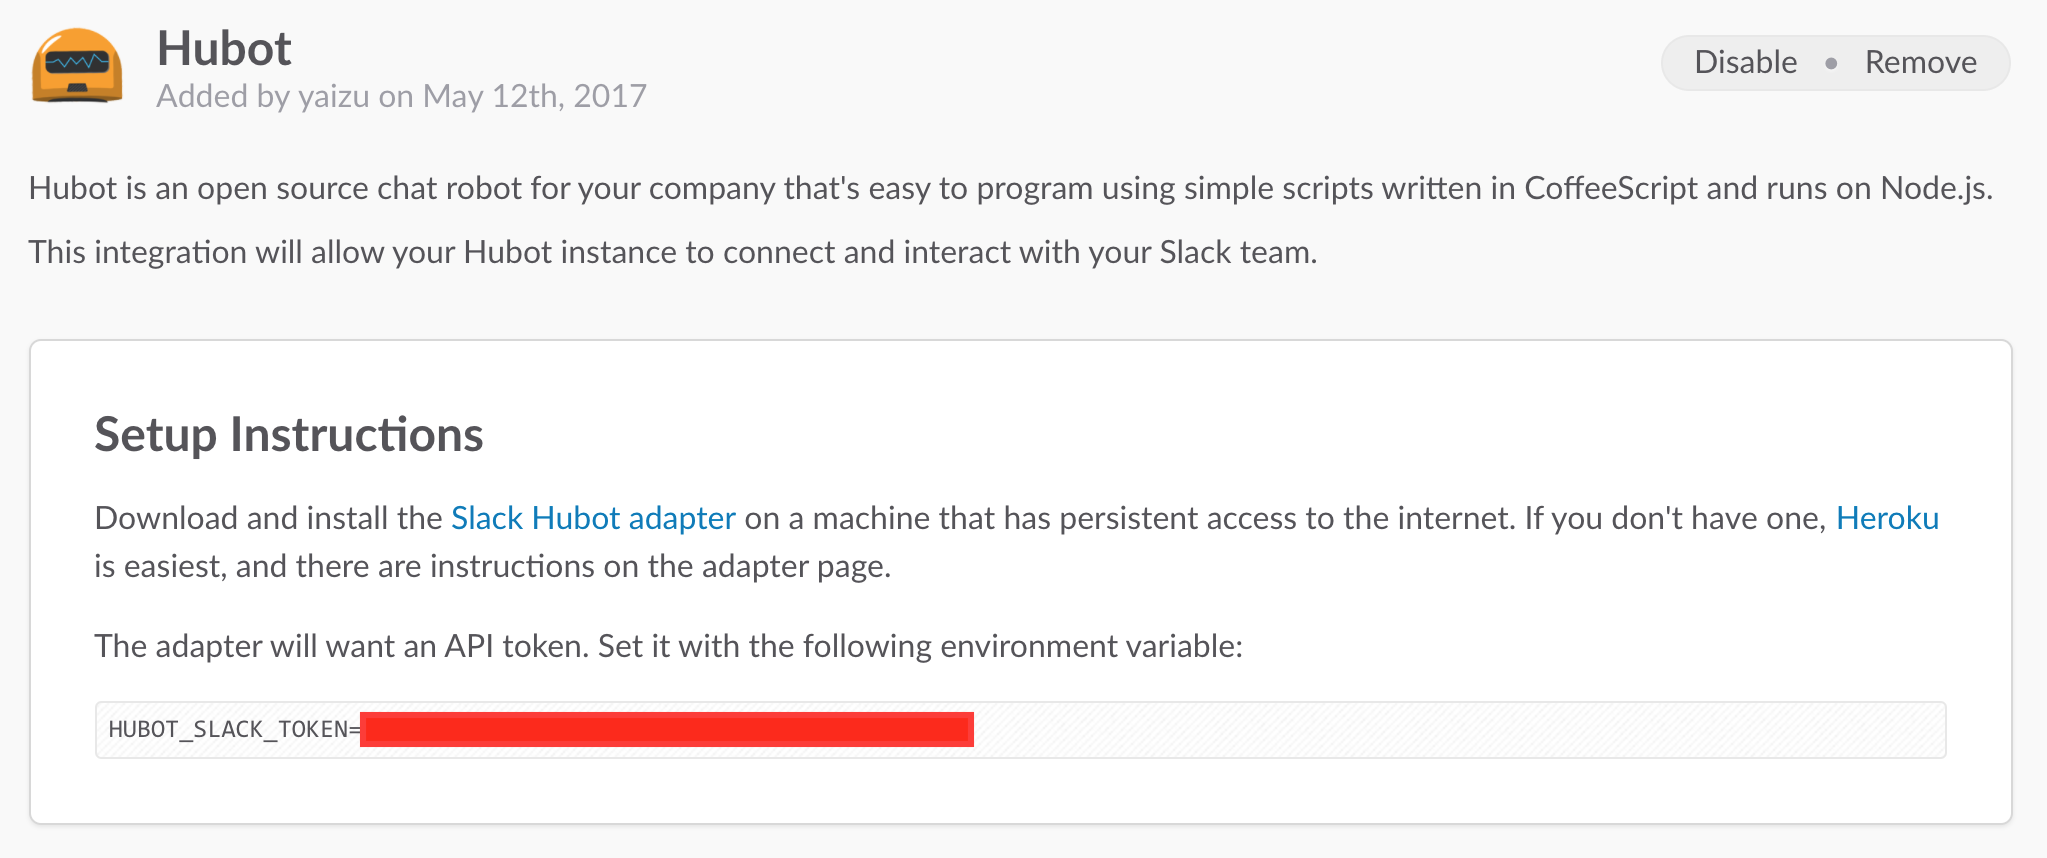 Hubot
Added by yaizu on May 12th, 2017
Disable • Remove
Hubot is an open source chat robot for your company that's easy to program using simple scripts written in CoffeeScript and runs on Node.js.
This integration will allow your Hubot instance to connect and interact with your Slack team.
Setup Instructions
Download and install the Slack Hubot adapter on a machine that has persistent access to the internet. If you don't have one, Heroku
is easiest, and there are instructions on the adapter page.
The adapter will want an API token. Set it with the following environment variable:
HUBOT_SLACK_TOKEN=